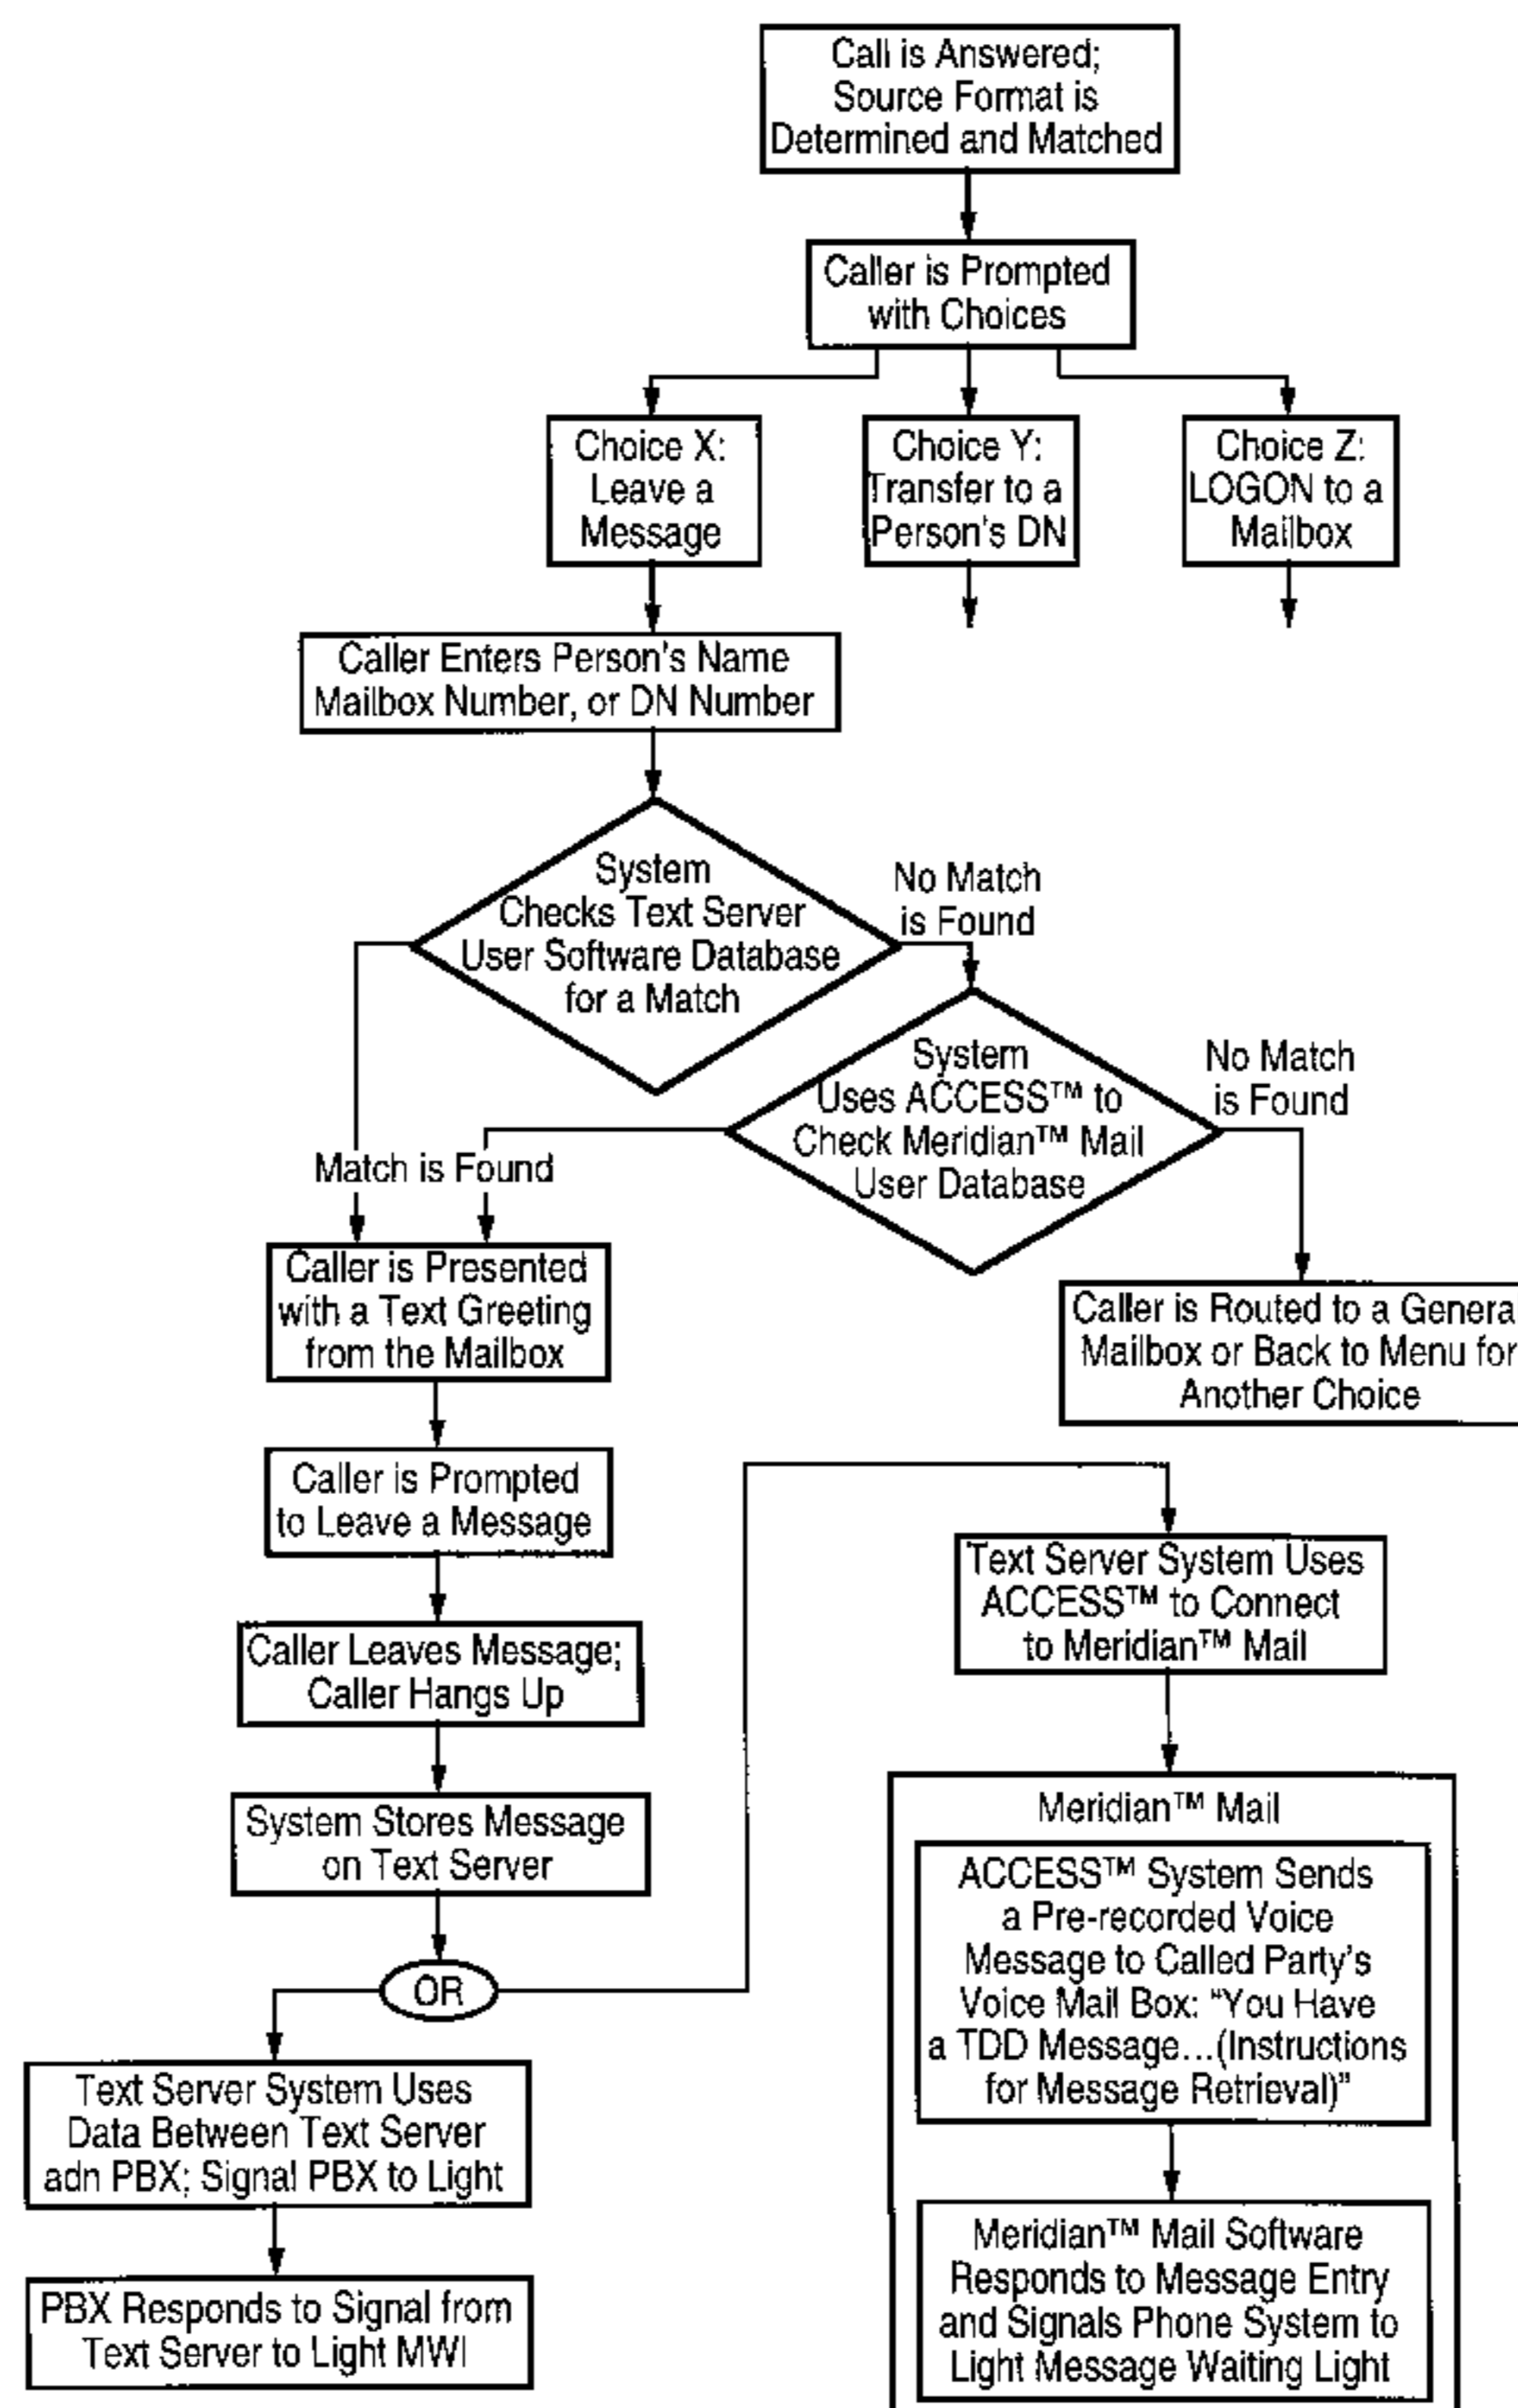 Call is Answered;
Source Format is
Determined and Matched
Caller is Prompted
with Choices
Choice X:
Leave a
Message
Choice Y:
Transfer to a
Person's DN
Choice Z:
LOGON to a
Mailbox
Caller Enters Person's Name
Mailbox Number, or DN Number
System
Checks Text Server
User Software Database
for a Match
No Match
is Found
System
Uses ACCESS™ to
Check Meridian™ Mail
User Database
No Match
is Found
Match is Found
Caller is Presented
with a Text Greeting
from the Mailbox
Caller is Routed to a General
Mailbox or Back to Menu for
Another Choice
Caller is Prompted
to Leave a Message
Caller Leaves Message;
Caller Hangs Up
System Stores Message
on Text Server
OR
Text Server System Uses
Data Between Text Server
adn PBX; Signal PBX to Light
PBX Responds to Signal from
Text Server to Light MWI
Text Server System Uses
ACCESS™ to Connect
to Meridian™ Mail
Meridian™ Mail
ACCESS™ System Sends
a Pre-recorded Voice
Message to Called Party's
Voice Mail Box: “You Have
a TDD Message...(Instructions
for Message Retrieval)”
Meridian™ Mail Software
Responds to Message Entry
and Signals Phone System to
Light Message Waiting Light